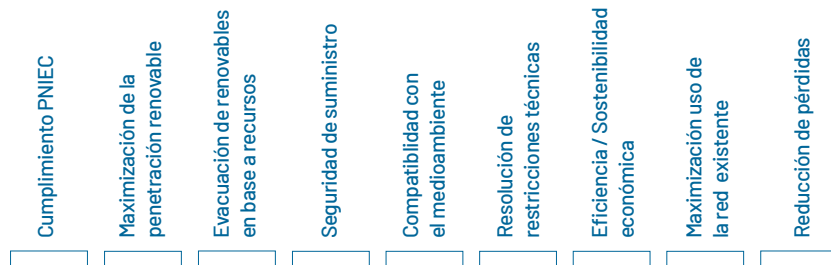 Cumplimiento PNIEC
Maximización de la
penetración renovable
Evacuación de renovables
en base a recursos
Seguridad de suministro
Compatiblidad con
el medioambiente
Resolución de
restricciones técnicas
Eficiencia / Sostenibilidad
económica
Maximización uso de
la red existente
Reducción de pérdidas